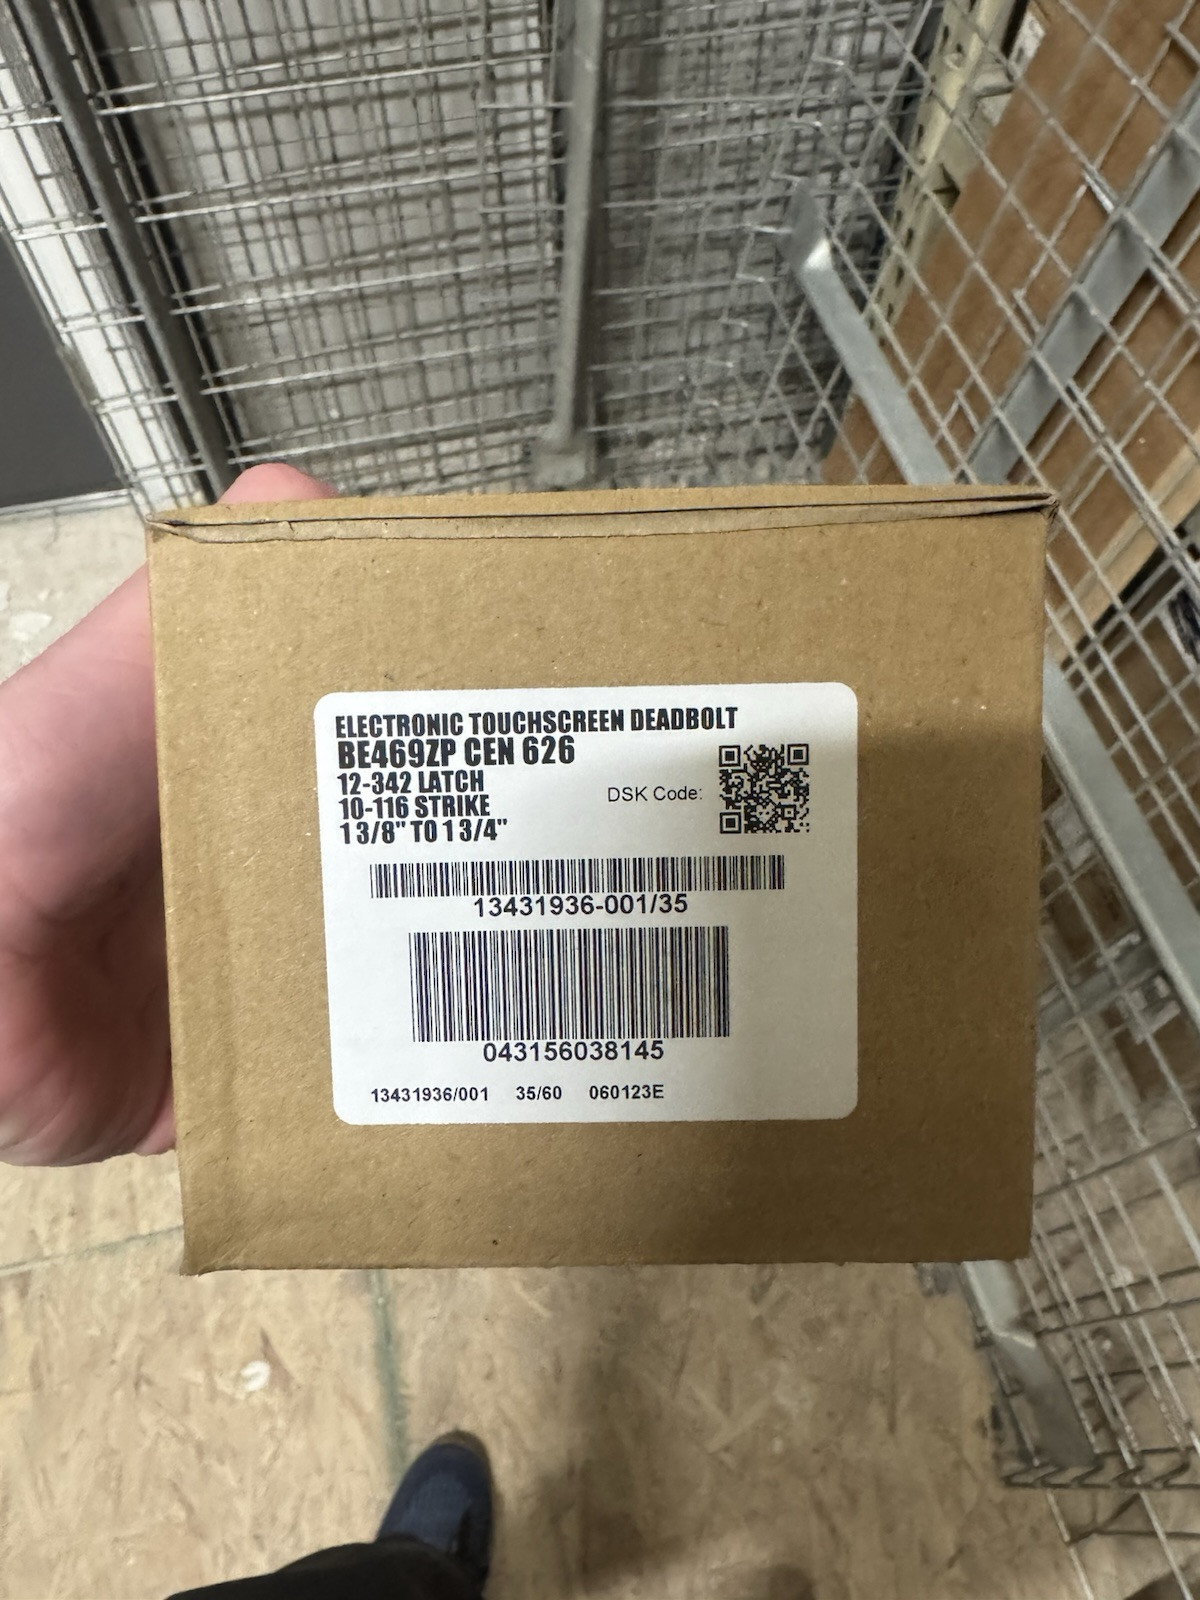 ELECTRONIC TOUCHSCREEN DEADBOLT
BE469ZP CEN 626
12-342 LATCH
10-116 STRIKE
1 3/8" TO 1 3/4"
DSK Code:
13431936-001/35
043156038145
13431936/001 35/60 060123E